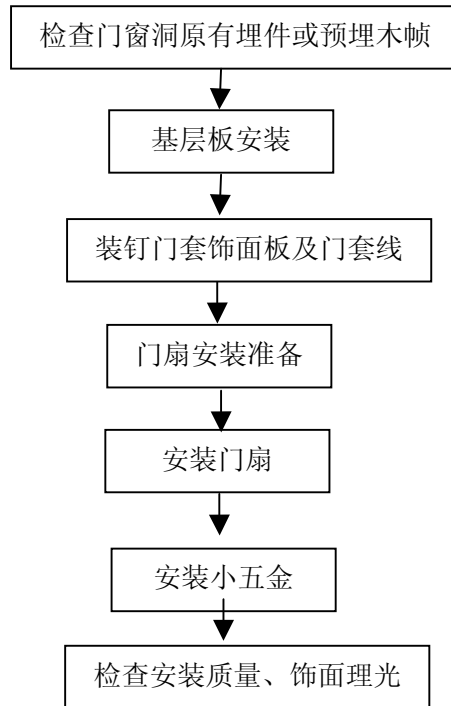 检查门窗洞原有埋件或预埋木帧
基层板安装
装钉门套饰面板及门套线
门扇安装准备
安装门扇
安装小五金
检查安装质量、饰面理光